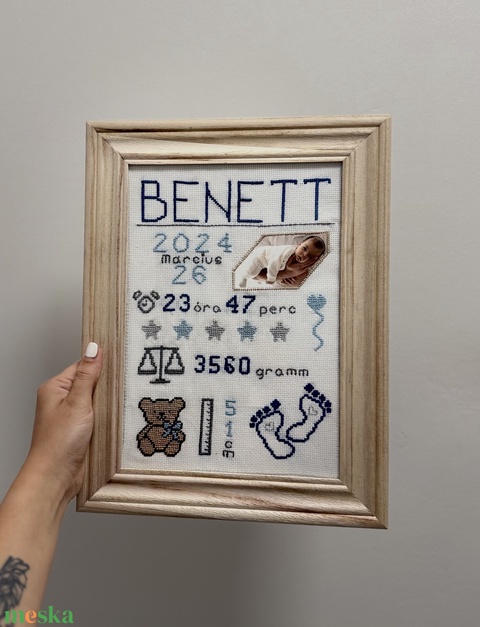 BENETT
2024
március
26
23 óra 47 perc
3560 gramm
51 cm
meska